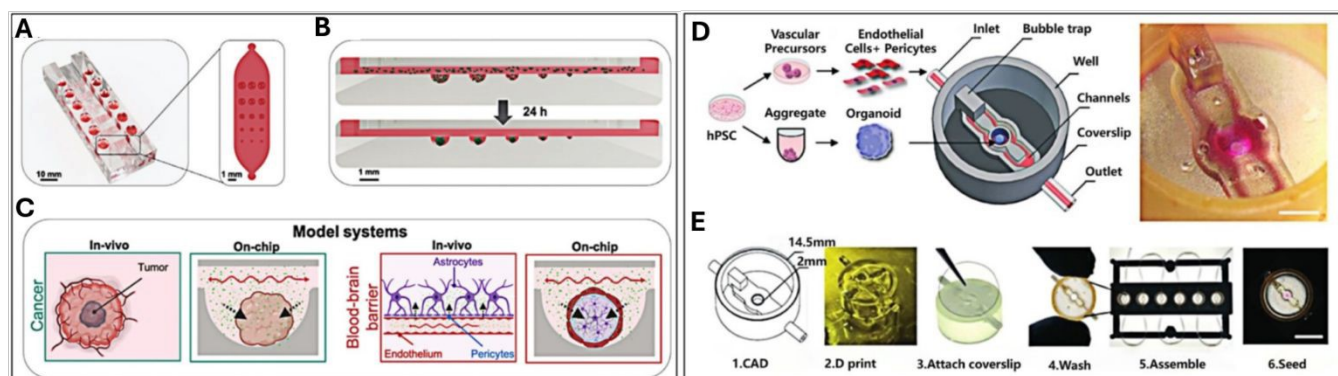 A
10 mm
1 mm
B
24 h
1 mm
C
Model systems
In-vivo
On-chip
In-vivo
On-chip
Cancer
Tumor
Blood-brain
barrier
Astrocytes
Endothelium
Pericytes
D
Vascular
Precursors
Endothelial
Cells+ Pericytes
Inlet
Bubble trap
Well
Channels
Coverslip
Outlet
hPSC
Aggregate
Organoid
E
14.5mm
2mm
1.CAD
2.D print
3.Attach coverslip
4.Wash
5.Assemble
6.Seed